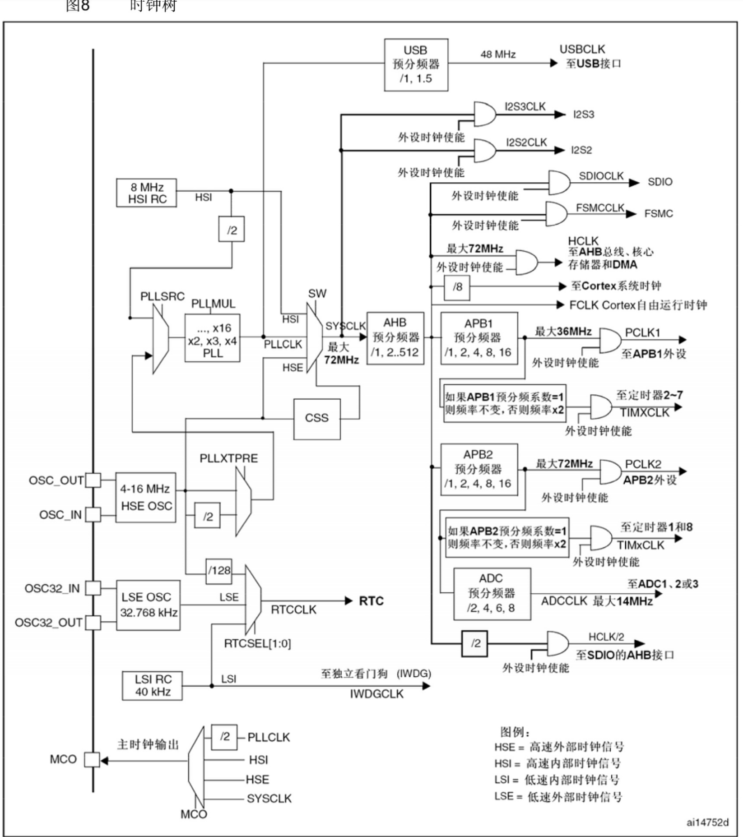 图8 时钟树
USB
预分频器
/1, 1.5
48 MHz
USBCLK
至USB接口
I2S3CLK
I2S3
外设时钟使能
I2S2CLK
I2S2
外设时钟使能
SDIOCLK
SDIO
外设时钟使能
FSMCCLK
FSMC
外设时钟使能
8 MHz
HSI RC
HSI
/2
最大72MHz
外设时钟使能
HCLK
至AHB总线、核心
存储器和DMA
/8
至Cortex系统时钟
FCLK Cortex自由运行时钟
PLLSRC
PLLMUL
..., x16
x2, x3, x4
PLL
SW
HSI
PLLCLK
HSE
SYSCLK
最大
72MHz
AHB
预分频器
/1, 2..512
APB1
预分频器
/1, 2, 4, 8, 16
最大36MHz
外设时钟使能
PCLK1
至APB1外设
CSS
如果APB1预分频系数=1
则频率不变,否则频率x2
至定时器2~7
TIMXCLK
外设时钟使能
PLLXTPRE
OSC_OUT
OSC_IN
4-16 MHz
HSE OSC
/2
APB2
预分频器
/1, 2, 4, 8, 16
最大72MHz
外设时钟使能
PCLK2
APB2外设
如果APB2预分频系数=1
则频率不变,否则频率x2
至定时器1和8
TIMxCLK
外设时钟使能
/128
OSC32_IN
OSC32_OUT
LSE OSC
32.768 kHz
LSE
RTCCLK
RTC
RTCSEL[1:0]
ADC
预分频器
/2, 4, 6, 8
至ADC1、2或3
ADCCLK 最大14MHz
/2
HCLK/2
至SDIO的AHB接口
外设时钟使能
LSI RC
40 kHz
LSI
至独立看门狗 (IWDG)
IWDGCLK
MCO
主时钟输出
/2
PLLCLK
HSI
HSE
SYSCLK
MCO
图例:
HSE = 高速外部时钟信号
HSI = 高速内部时钟信号
LSI = 低速内部时钟信号
LSE = 低速外部时钟信号
ai14752d